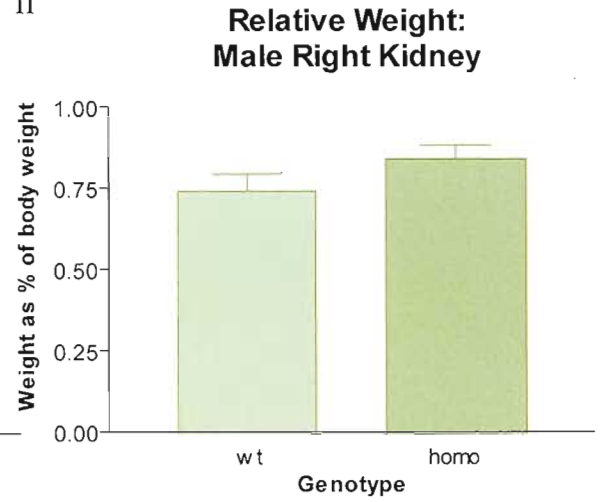 Relative Weight:
Male Right Kidney
Weight as % of body weight
1.00
0.75
0.50
0.25
0.00
wt
homo
Genotype